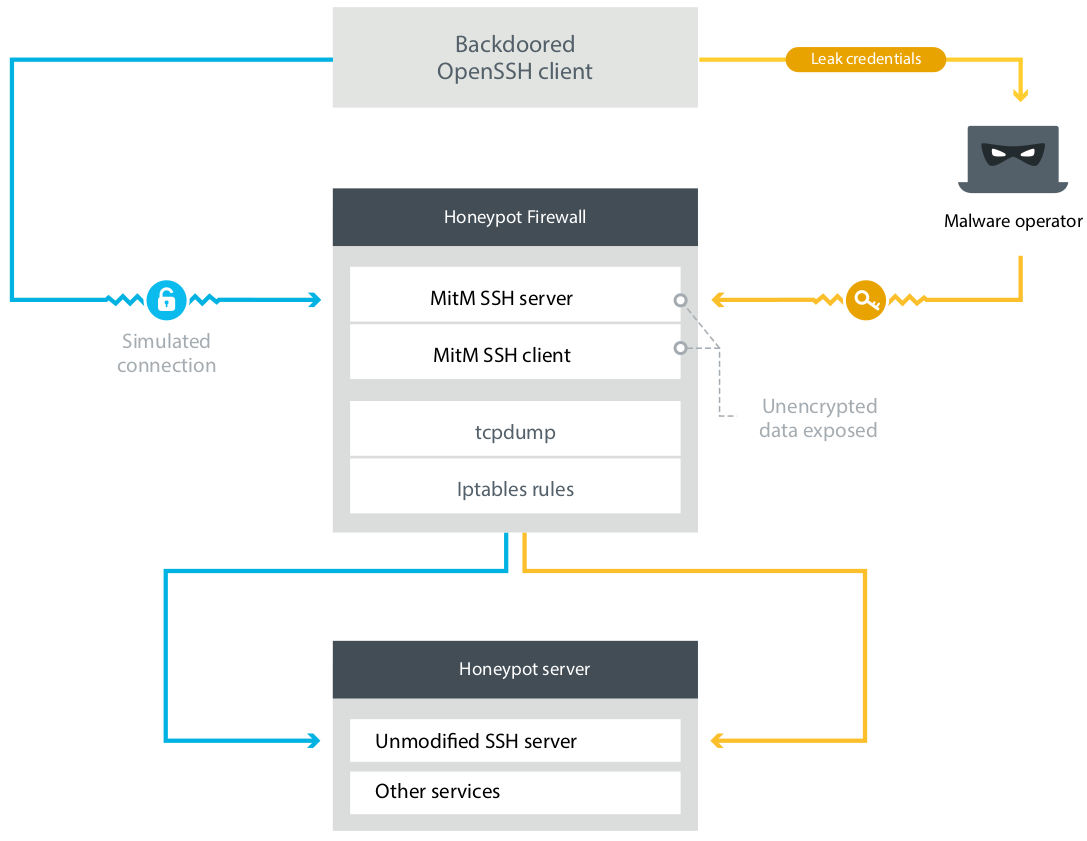 Backdoored
OpenSSH client
Leak credentials
Malware operator
Honeypot Firewall
MitM SSH server
MitM SSH client
Simulated
connection
Unencrypted
data exposed
tcpdump
Iptables rules
Honeypot server
Unmodified SSH server
Other services